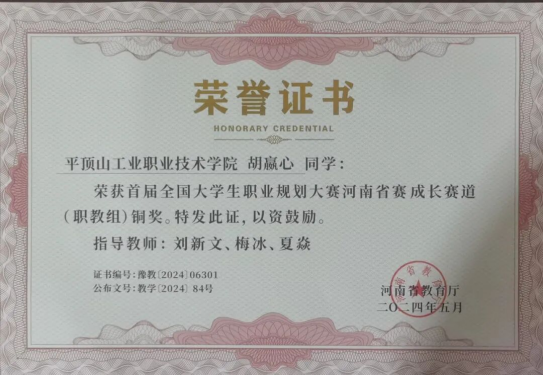 荣誉证书
HONORARY CREDENTIAL
平顶山工业职业技术学院 胡嬴心 同学：
荣获首届全国大学生职业规划大赛河南省赛成长赛道
（职教组）铜奖。特发此证，以资鼓励。
指导教师：刘新文、梅冰、夏焱
证书编号：豫教〔2024〕06301
公布文号：教学〔2024〕84号
河南省教育厅
二〇二四年五月